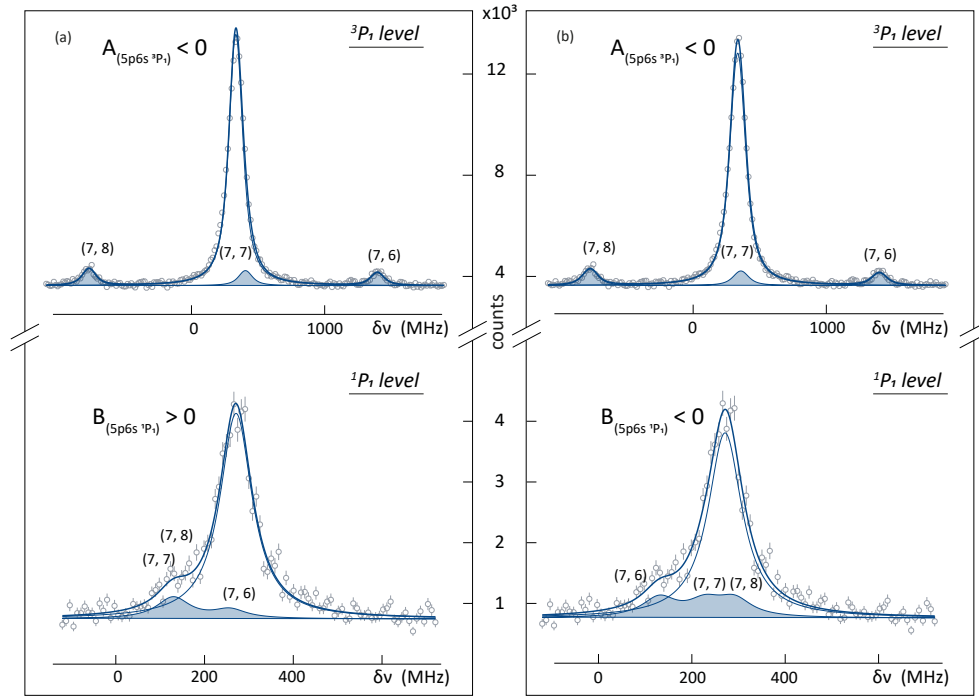 (a)
A(5p6s ³P₁) < 0
³P₁ level
(7, 8)
(7, 7)
(7, 6)
0
1000
δν (MHz)
x10³
12
8
4
counts
(b)
A(5p6s ³P₁) < 0
³P₁ level
(7, 8)
(7, 7)
(7, 6)
0
1000
δν (MHz)
B(5p6s ¹P₁) > 0
¹P₁ level
(7, 8)
(7, 7)
(7, 6)
0
200
400
δν (MHz)
4
3
2
1
B(5p6s ¹P₁) < 0
¹P₁ level
(7, 6)
(7, 7) (7, 8)
0
200
400
δν (MHz)